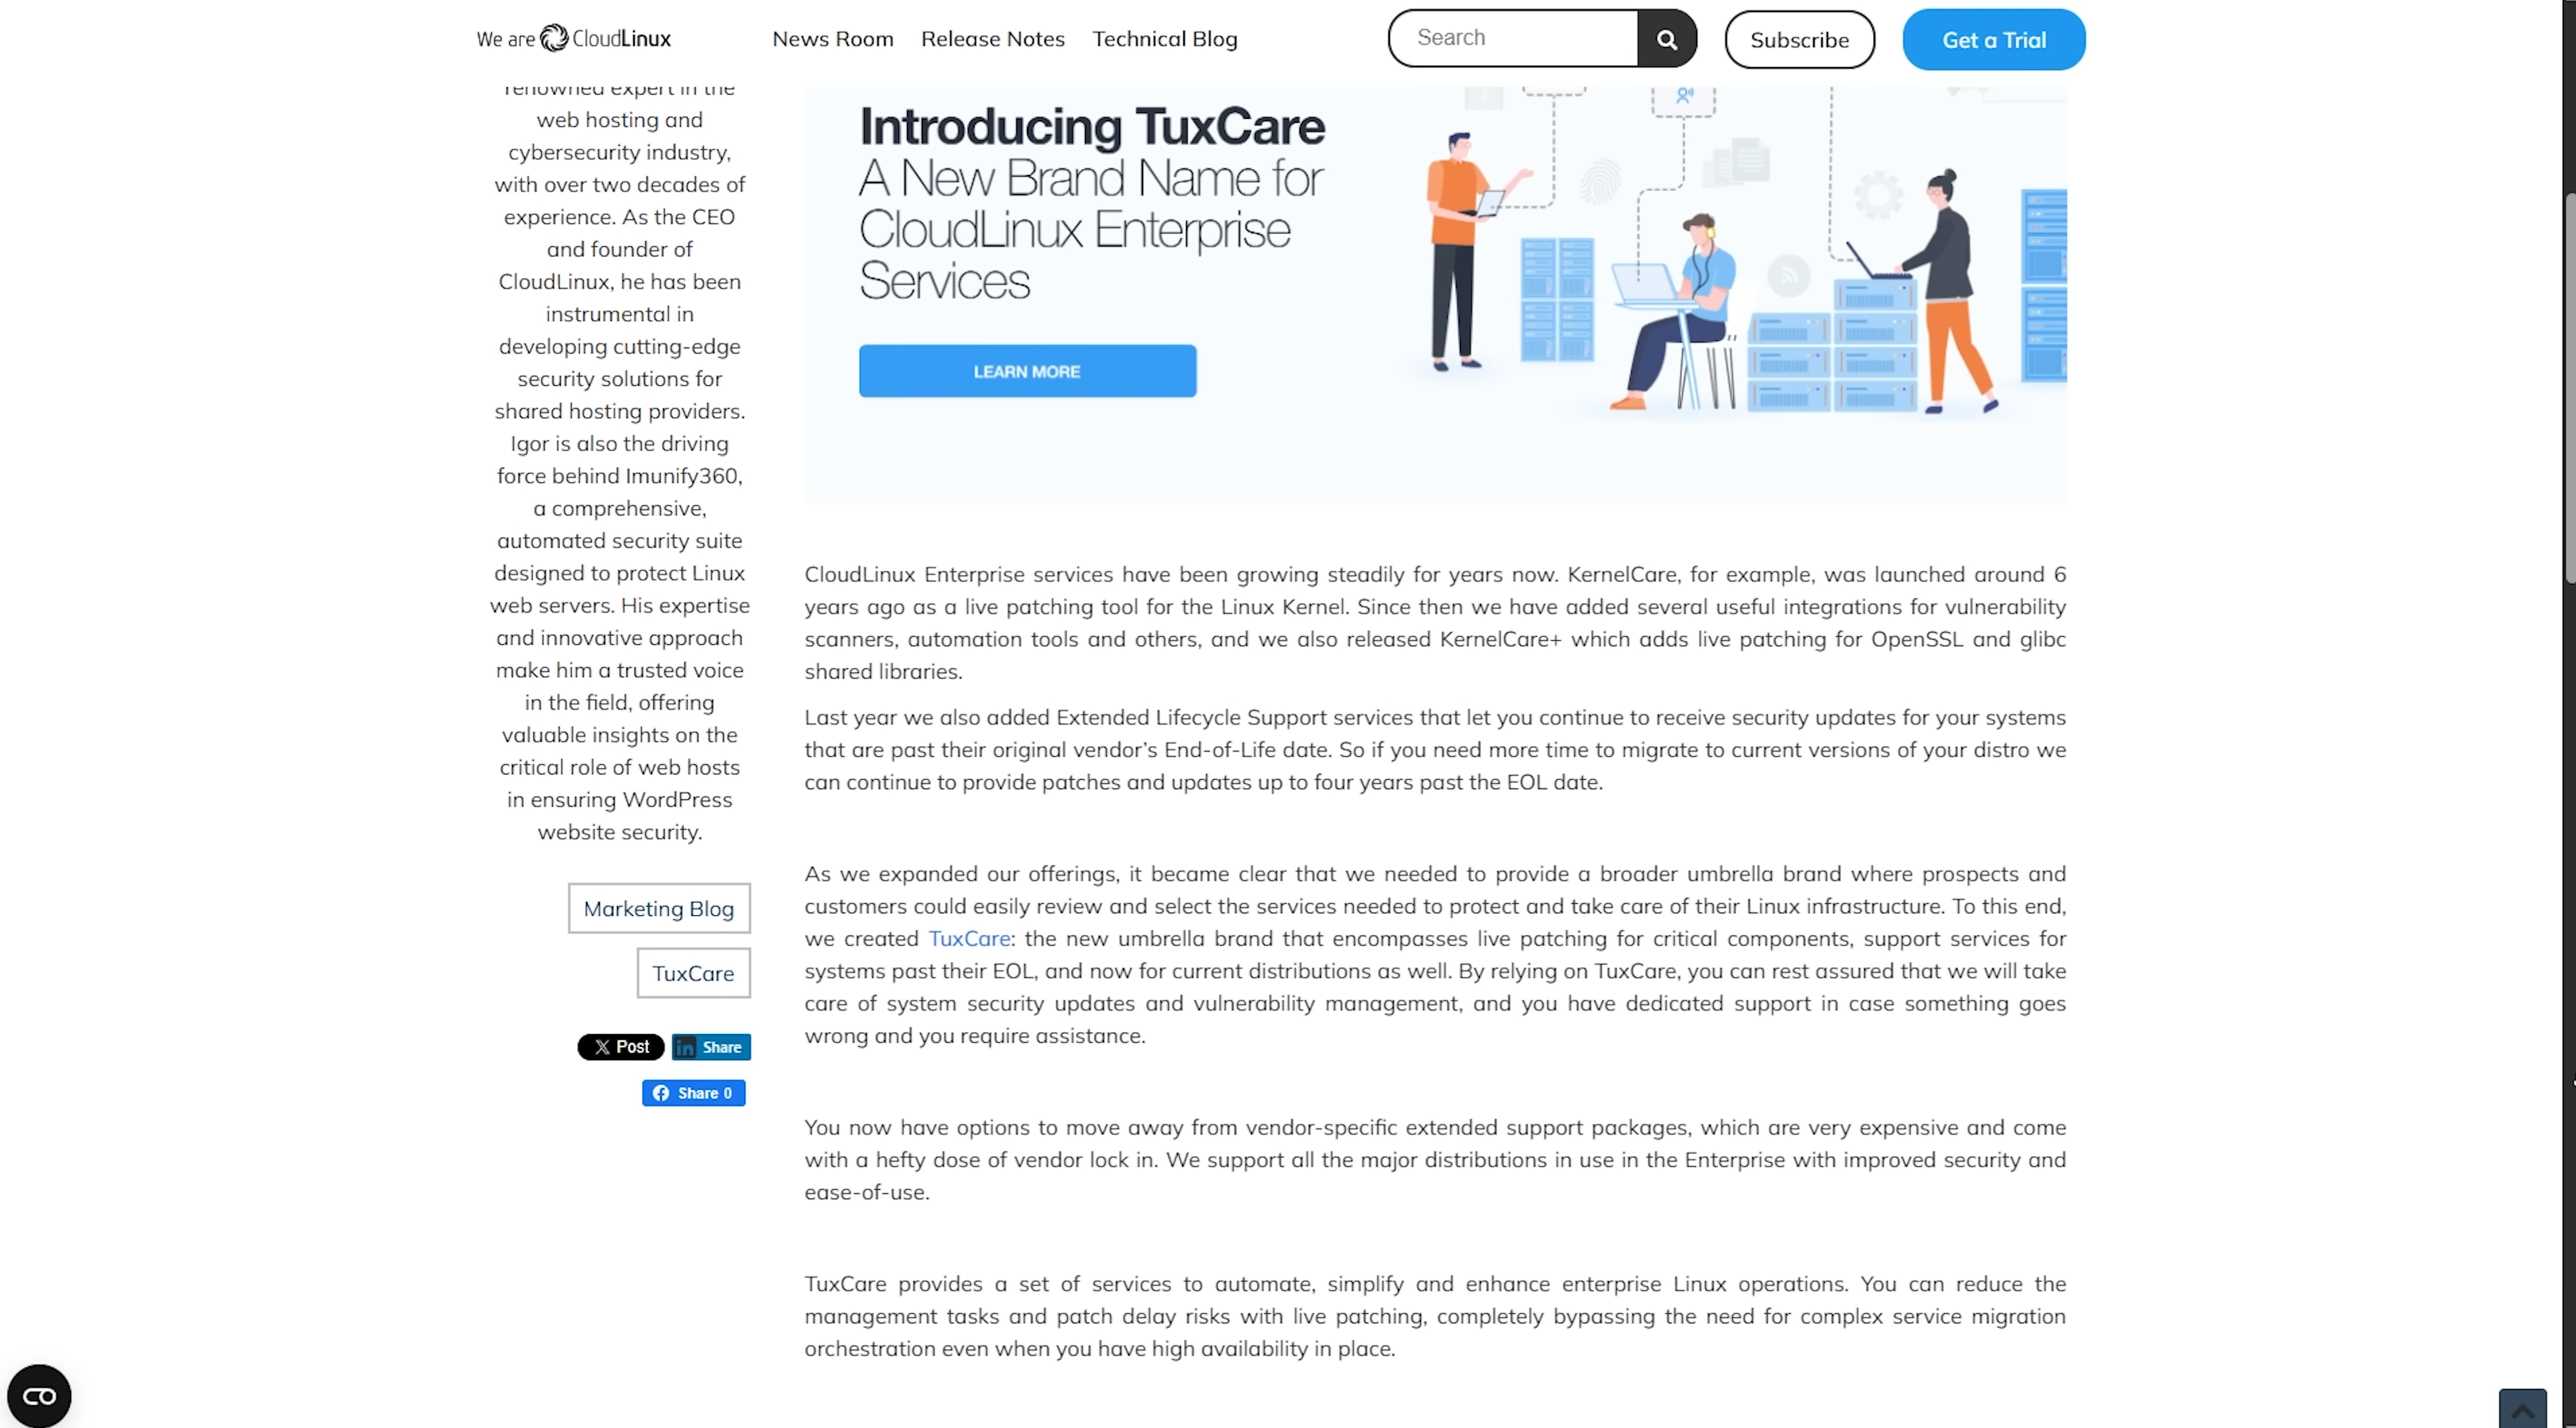 We are CloudLinux
News Room
Release Notes
Technical Blog
Search
Subscribe
Get a Trial
renowned expert in the
web hosting and
cybersecurity industry,
with over two decades of
experience. As the CEO
and founder of
CloudLinux, he has been
instrumental in
developing cutting-edge
security solutions for
shared hosting providers.
Igor is also the driving
force behind Imunify360,
a comprehensive,
automated security suite
designed to protect Linux
web servers. His expertise
and innovative approach
make him a trusted voice
in the field, offering
valuable insights on the
critical role of web hosts
in ensuring WordPress
website security.
Marketing Blog
TuxCare
Post
in Share
Share 0
Introducing TuxCare
A New Brand Name for
CloudLinux Enterprise
Services
LEARN MORE
CloudLinux Enterprise services have been growing steadily for years now. KernelCare, for example, was launched around 6
years ago as a live patching tool for the Linux Kernel. Since then we have added several useful integrations for vulnerability
scanners, automation tools and others, and we also released KernelCare+ which adds live patching for OpenSSL and glibc
shared libraries.
Last year we also added Extended Lifecycle Support services that let you continue to receive security updates for your systems
that are past their original vendor’s End-of-Life date. So if you need more time to migrate to current versions of your distro we
can continue to provide patches and updates up to four years past the EOL date.
As we expanded our offerings, it became clear that we needed to provide a broader umbrella brand where prospects and
customers could easily review and select the services needed to protect and take care of their Linux infrastructure. To this end,
we created TuxCare: the new umbrella brand that encompasses live patching for critical components, support services for
systems past their EOL, and now for current distributions as well. By relying on TuxCare, you can rest assured that we will take
care of system security updates and vulnerability management, and you have dedicated support in case something goes
wrong and you require assistance.
You now have options to move away from vendor-specific extended support packages, which are very expensive and come
with a hefty dose of vendor lock in. We support all the major distributions in use in the Enterprise with improved security and
ease-of-use.
TuxCare provides a set of services to automate, simplify and enhance enterprise Linux operations. You can reduce the
management tasks and patch delay risks with live patching, completely bypassing the need for complex service migration
orchestration even when you have high availability in place.